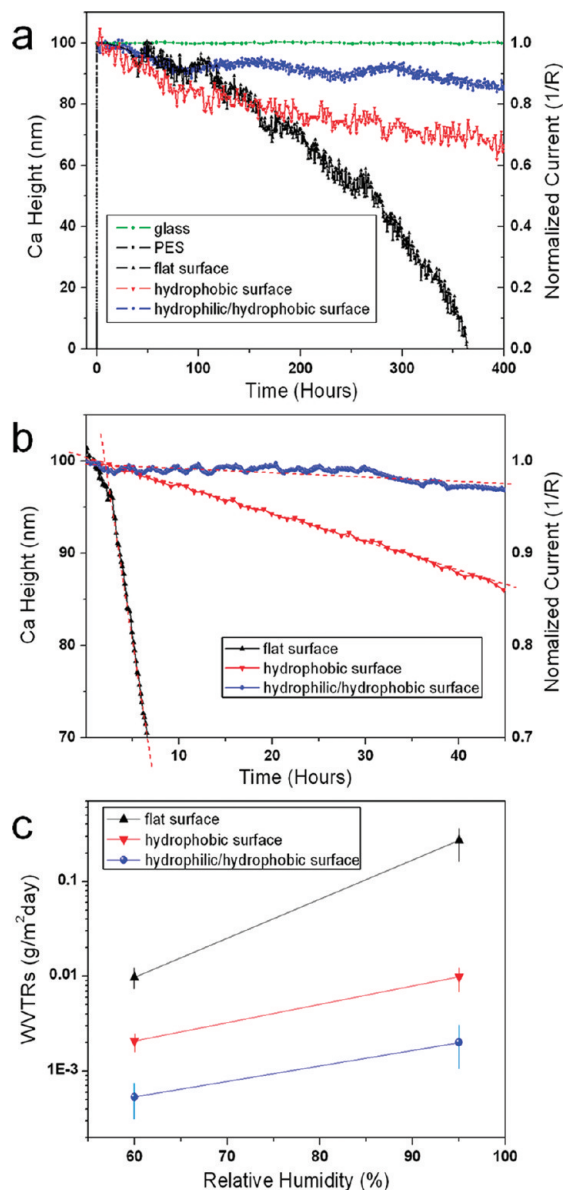 a
100
80
60
40
20
0
Ca Height (nm)
1.0
0.8
0.6
0.4
0.2
0.0
Normalized Current (1/R)
glass
PES
flat surface
hydrophobic surface
hydrophilic/hydrophobic surface
0 100 200 300 400
Time (Hours)
b
100
90
80
70
Ca Height (nm)
1.0
0.9
0.8
0.7
Normalized Current (1/R)
flat surface
hydrophobic surface
hydrophilic/hydrophobic surface
10 20 30 40
Time (Hours)
c
flat surface
hydrophobic surface
hydrophilic/hydrophobic surface
0.1
0.01
1E-3
WVTRs (g/m²day)
60 70 80 90 100
Relative Humidity (%)